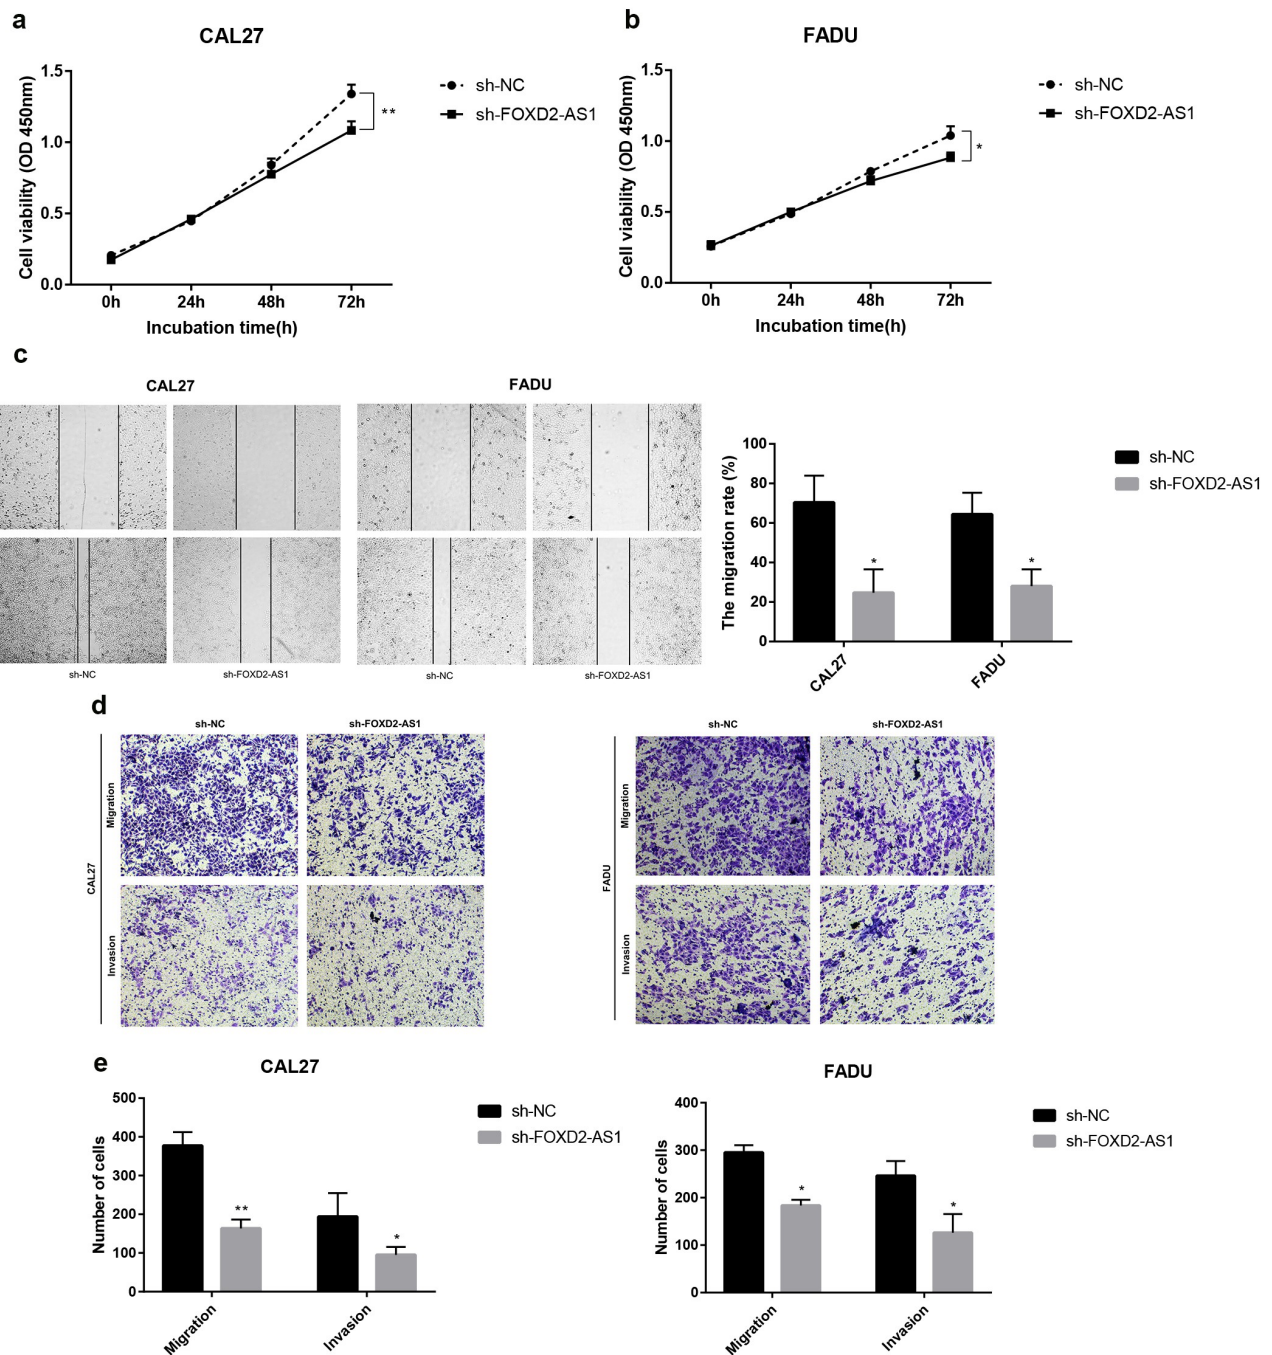 a
CAL27
1.5
1.0
0.5
0.0
Cell viability (OD 450nm)
0h 24h 48h 72h
Incubation time(h)
sh-NC
sh-FOXD2-AS1
**
b
FADU
1.5
1.0
0.5
0.0
Cell viability (OD 450nm)
0h 24h 48h 72h
Incubation time(h)
sh-NC
sh-FOXD2-AS1
*
c
CAL27
FADU
sh-NC
sh-FOXD2-AS1
sh-NC
sh-FOXD2-AS1
100
80
60
40
20
0
The migration rate (%)
*
*
CAL27
FADU
sh-NC
sh-FOXD2-AS1
d
sh-NC
sh-FOXD2-AS1
CAL27
Migration
Invasion
sh-NC
sh-FOXD2-AS1
FADU
Migration
Invasion
e
CAL27
500
400
300
200
100
0
Number of cells
**
*
Migration
Invasion
sh-NC
sh-FOXD2-AS1
FADU
400
300
200
100
0
Number of cells
*
*
Migration
Invasion
sh-NC
sh-FOXD2-AS1